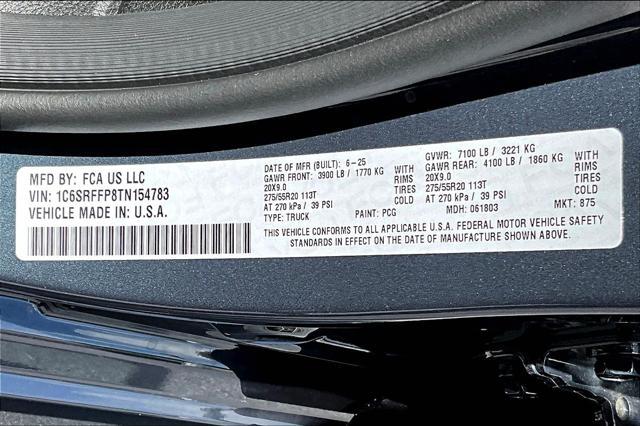 MFD BY: FCA US LLC
VIN: 1C6SRFFP8TN154783
VEHICLE MADE IN: U.S.A.
DATE OF MFR (BUILT): 6-25
GAWR FRONT: 3900 LB / 1770 KG WITH
20X9.0 RIMS
275/55R20 113T TIRES
AT 270 kPa / 39 PSI COLD
TYPE: TRUCK PAINT: PCG
GVWR: 7100 LB / 3221 KG
GAWR REAR: 4100 LB / 1860 KG WITH
20X9.0 RIMS
275/55R20 113T TIRES
AT 270 kPa / 39 PSI COLD
MDH: 061803 MKT: 875
THIS VEHICLE CONFORMS TO ALL APPLICABLE U.S.A. FEDERAL MOTOR VEHICLE SAFETY
STANDARDS IN EFFECT ON THE DATE OF MANUFACTURE SHOWN ABOVE.